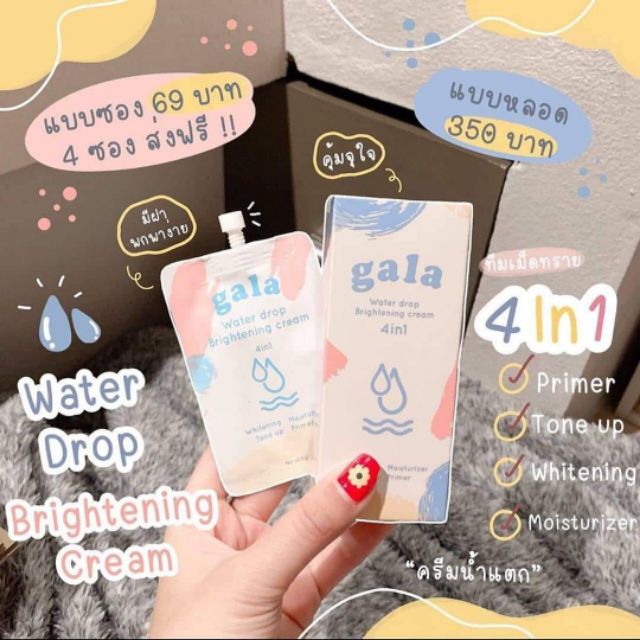 แบบซอง 69 บาท
4 ซอง ส่งฟรี !!
แบบหลอด
350 บาท
คุ้มจุใจ
มีฝา
พกพาง่าย
gala
Water drop
Brightening cream
4in1
Whitening Moistur
Tone up Primer
gala
Water drop
Brightening cream
4in1
Moisturizer
Primer
ทีมเม็ดทราย
4 In 1
Primer
Tone up
Whitening
Moisturizer
"ครีมน้ำแตก"
Water
Drop
Brightening
Cream